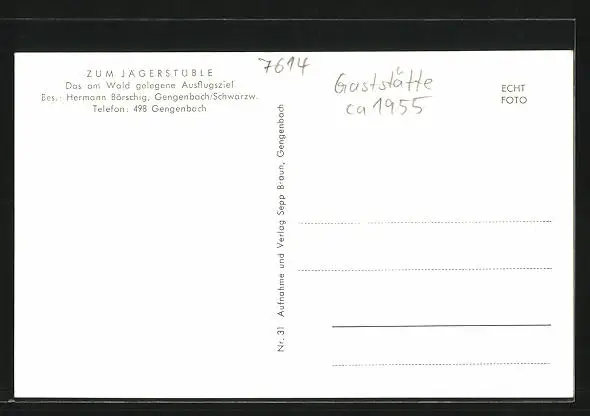 ZUM JÄGERSTÜBLE
Das am Wald gelegene Ausflugsziel
Bes.: Hermann Börschig, Gengenbach/Schwarzw.
Telefon: 498 Gengenbach
7614
Gaststätte
ca 1955
ECHT
FOTO
Nr. 31 Aufnahme und Verlag Sepp Braun, Gengenbach